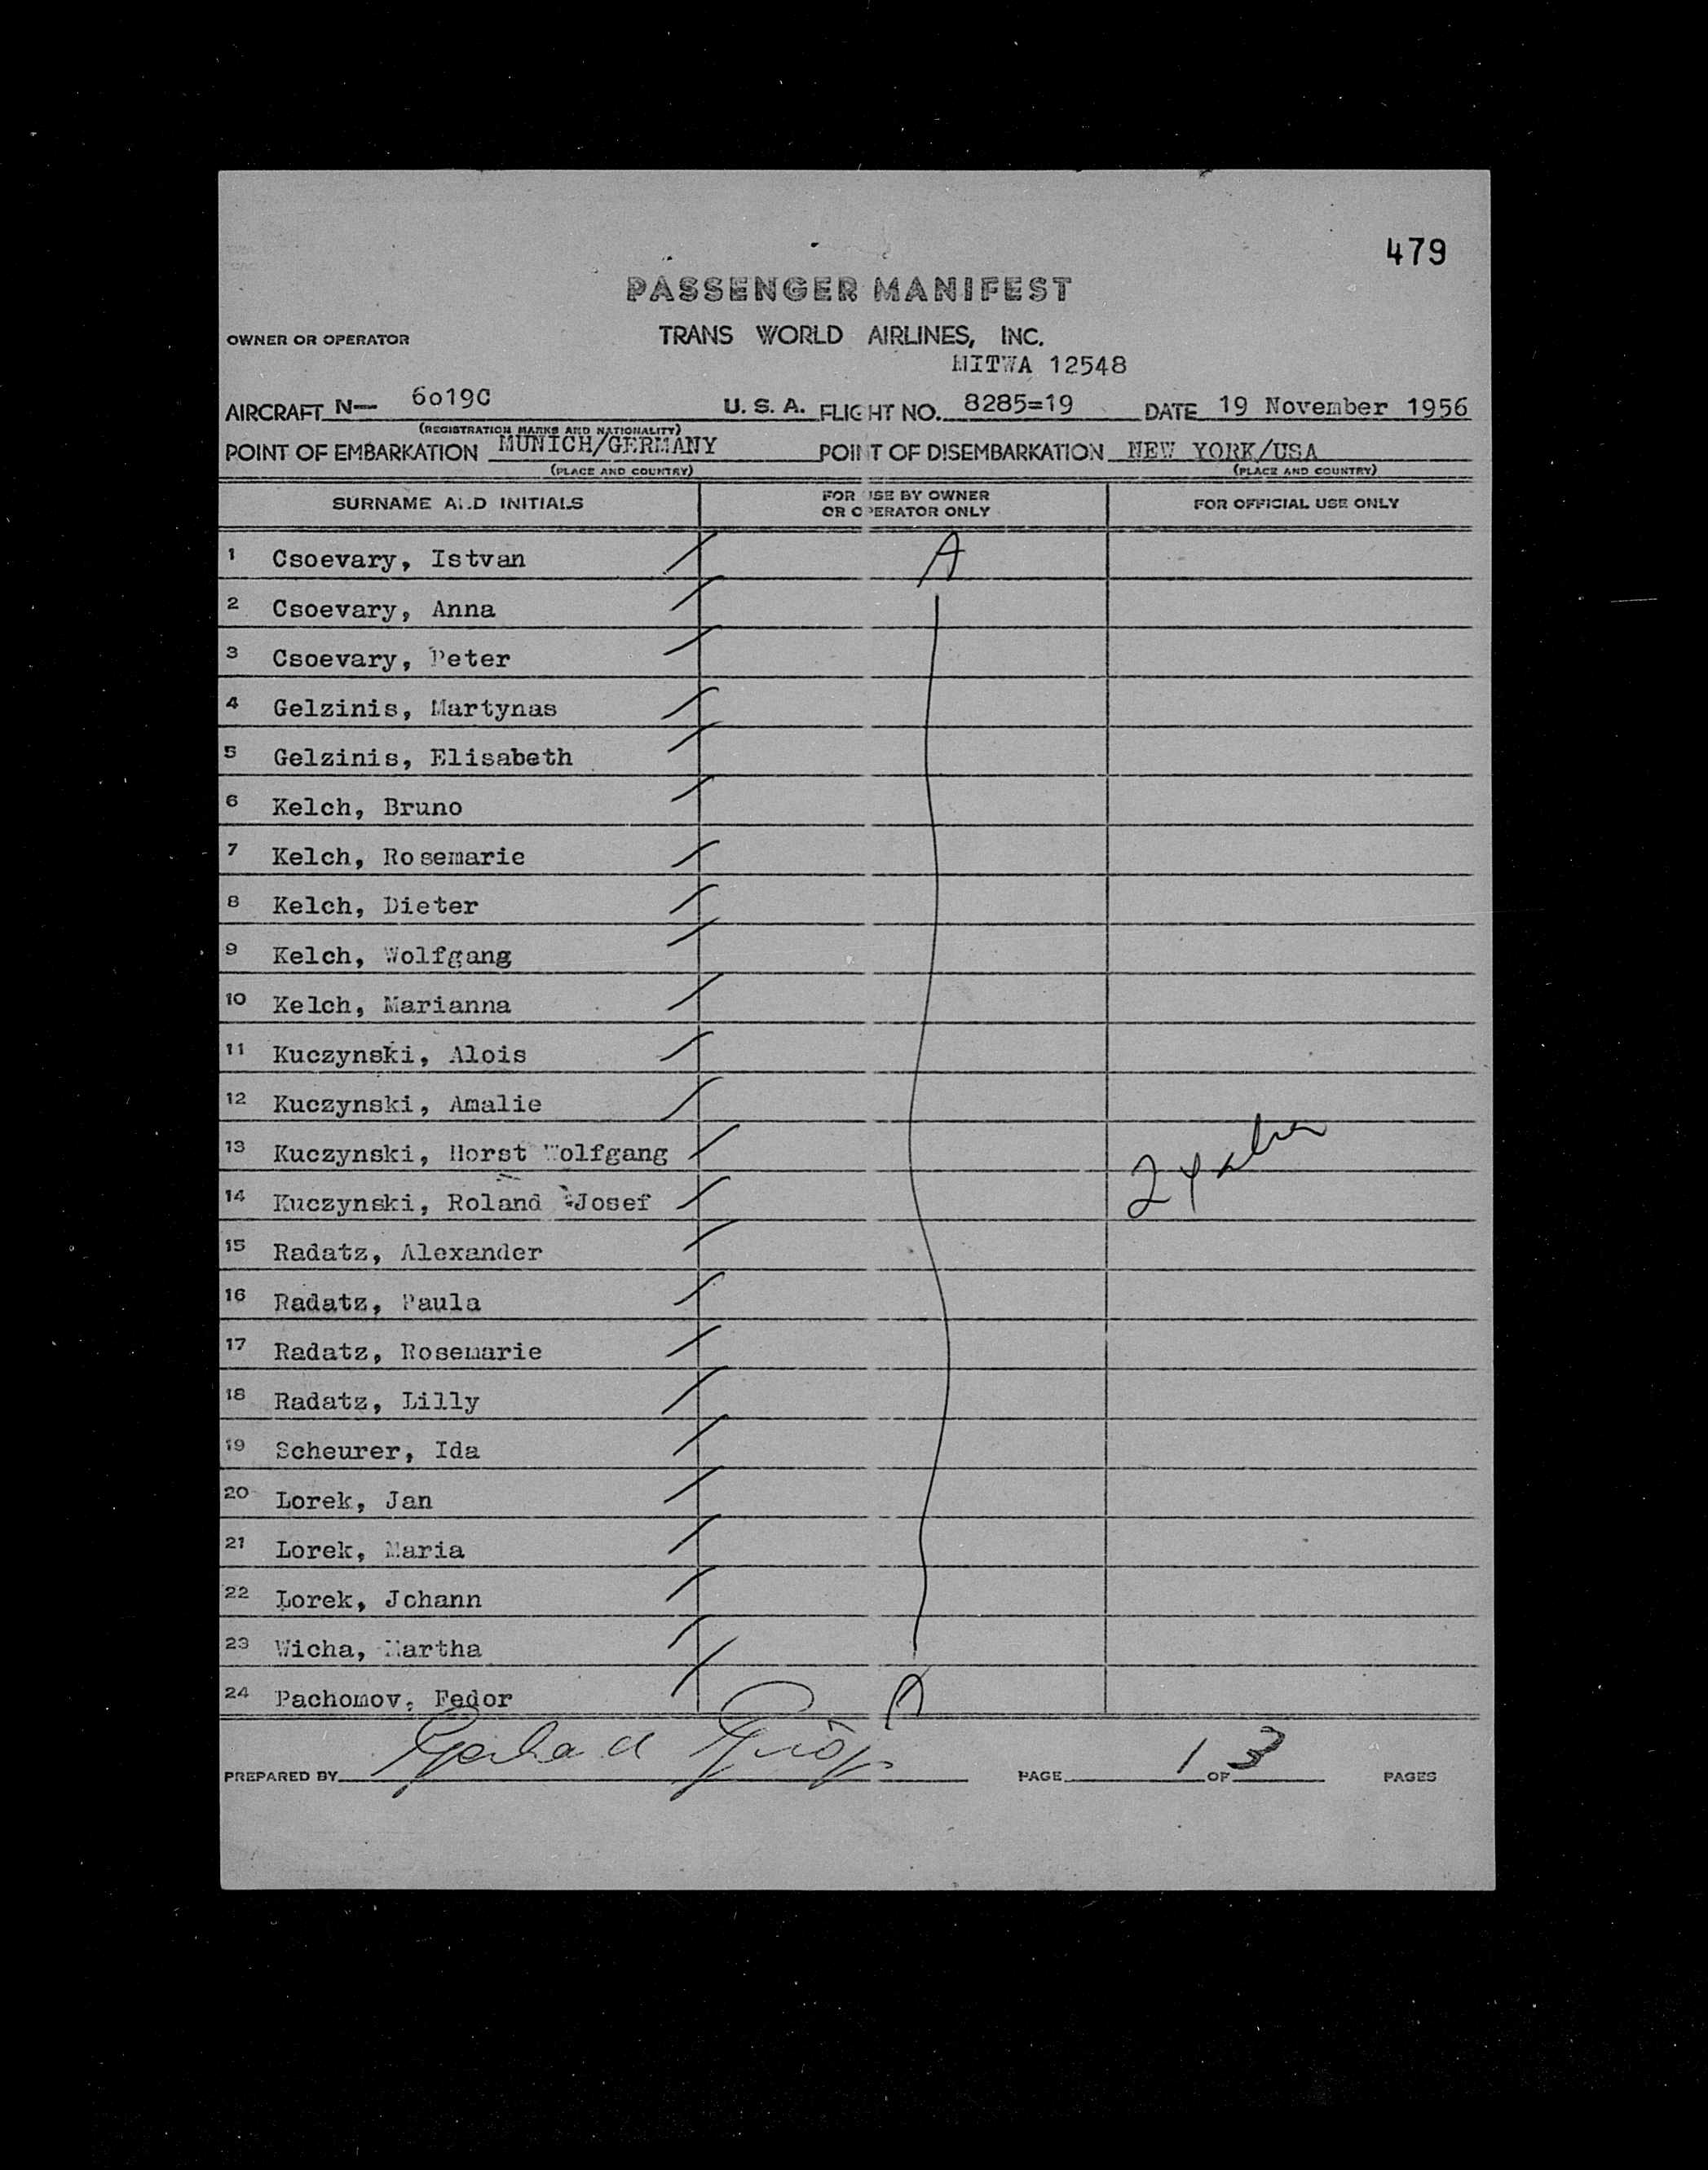 479
PASSENGER MANIFEST
OWNER OR OPERATOR TRANS WORLD AIRLINES, INC.
MITWA 12548
AIRCRAFT N— 6019C U. S. A. FLIGHT NO. 8285=19 DATE 19 November 1956
(REGISTRATION MARKS AND NATIONALITY)
POINT OF EMBARKATION MUNICH/GERMANY POINT OF DISEMBARKATION NEW YORK/USA
(PLACE AND COUNTRY) (PLACE AND COUNTRY)
SURNAME AND INITIALS FOR USE BY OWNER OR OPERATOR ONLY FOR OFFICIAL USE ONLY
1 Csoevary, Istvan A
2 Csoevary, Anna
3 Csoevary, Peter
4 Gelzinis, Martynas
5 Gelzinis, Elisabeth
6 Kelch, Bruno
7 Kelch, Rosemarie
8 Kelch, Dieter
9 Kelch, Wolfgang
10 Kelch, Marianna
11 Kuczynski, Alois
12 Kuczynski, Amalie
13 Kuczynski, Horst Wolfgang
14 Kuczynski, Roland Josef 24
15 Radatz, Alexander
16 Radatz, Paula
17 Radatz, Rosemarie
18 Radatz, Lilly
19 Scheurer, Ida
20 Lorek, Jan
21 Lorek, Maria
22 Lorek, Johann
23 Wicha, Martha
24 Pachomov, Fedor A
PREPARED BY PAGE 1 OF 3 PAGES